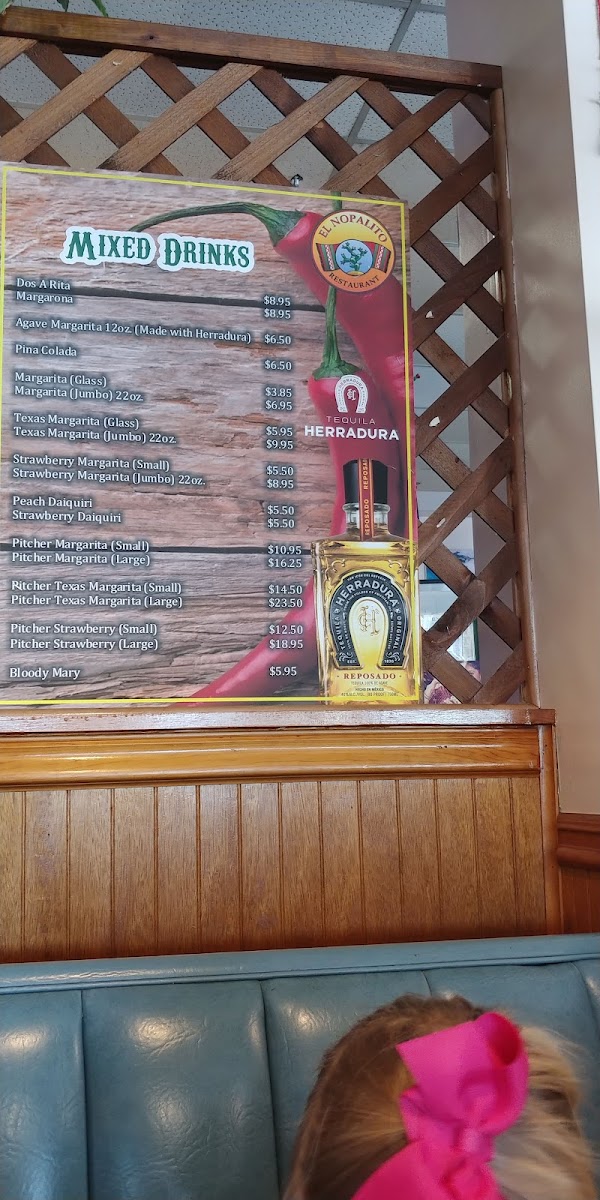 Mixed Drinks
EL NOPALITO
RESTAURANT
Dos A Rita $8.95
Margarona $8.95
Agave Margarita 12oz. (Made with Herradura) $6.50
Pina Colada $6.50
Margarita (Glass) $3.85
Margarita (Jumbo) 22oz. $6.95
Texas Margarita (Glass) $5.95
Texas Margarita (Jumbo) 22oz. $9.95
Strawberry Margarita (Small) $5.50
Strawberry Margarita (Jumbo) 22oz. $8.95
Peach Daiquiri $5.50
Strawberry Daiquiri $5.50
Pitcher Margarita (Small) $10.95
Pitcher Margarita (Large) $16.25
Pitcher Texas Margarita (Small) $14.50
Pitcher Texas Margarita (Large) $23.50
Pitcher Strawberry (Small) $12.50
Pitcher Strawberry (Large) $18.95
Bloody Mary $5.95
HERRADURA
TEQUILA
HERRADURA
REPOSADO
REPOSADO
HERRADURA
TEQUILA
ORIGINAL
REPOSADO